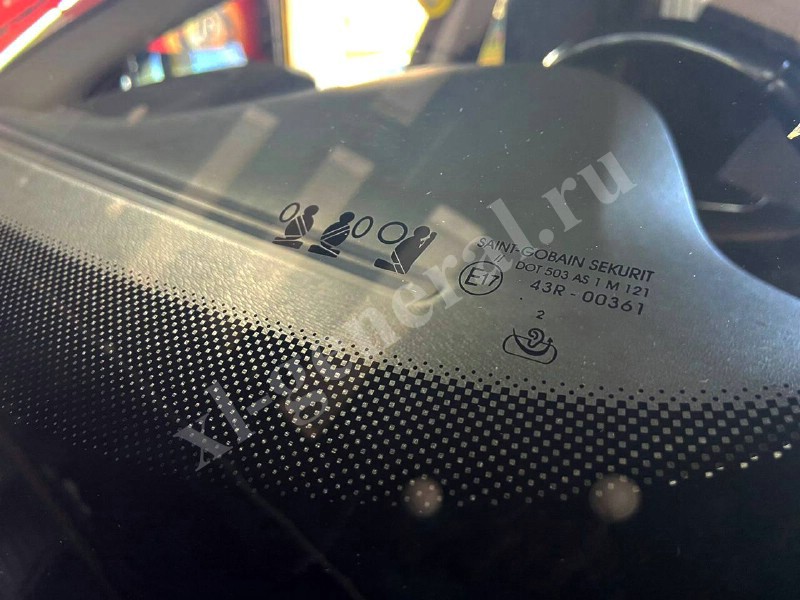 SAINT-GOBAIN SEKURIT
//
DOT 503 AS 1 M 121
E17
43R - 00361
2
xl-general.ru